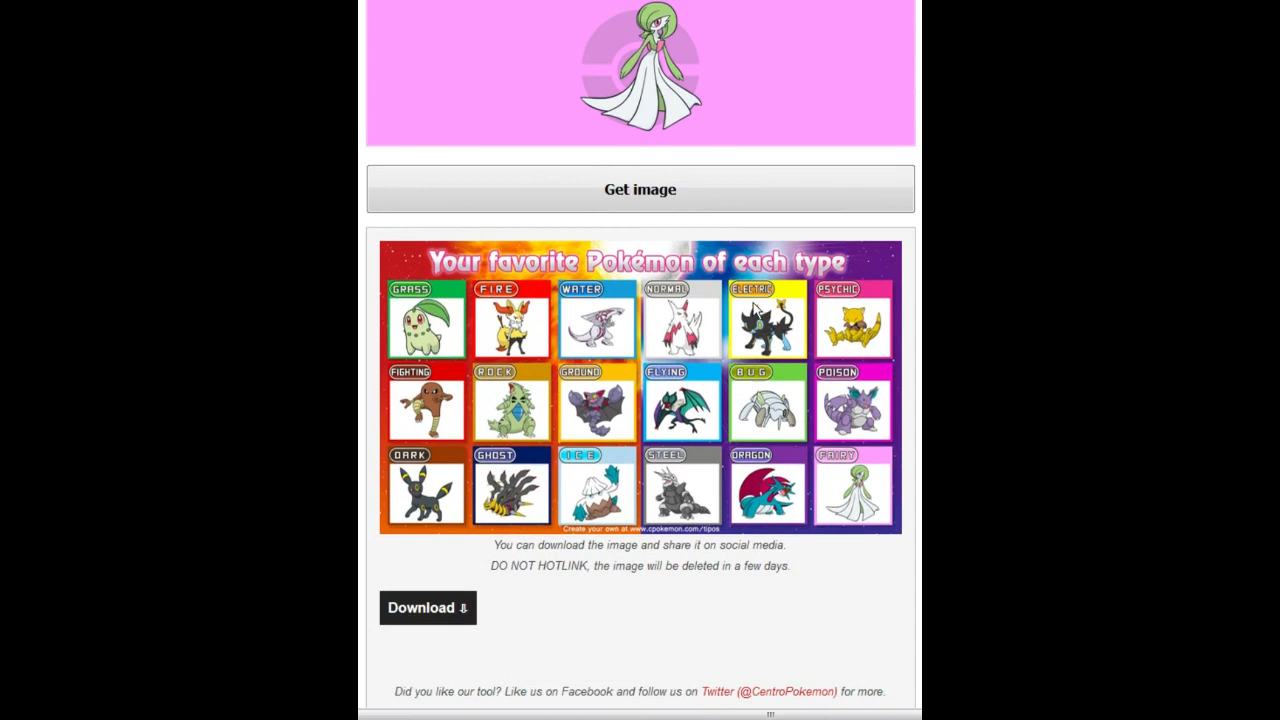 Get image
Your favorite Pokémon of each type
GRASS FIRE WATER NORMAL ELECTRIC PSYCHIC
FIGHTING ROCK GROUND FLYING BUG POISON
DARK GHOST ICE STEEL DRAGON FAIRY
Create your own at www.cpokemon.com/tipos
You can download the image and share it on social media.
DO NOT HOTLINK, the image will be deleted in a few days.
Download ⇩
Did you like our tool? Like us on Facebook and follow us on Twitter (@CentroPokemon) for more.